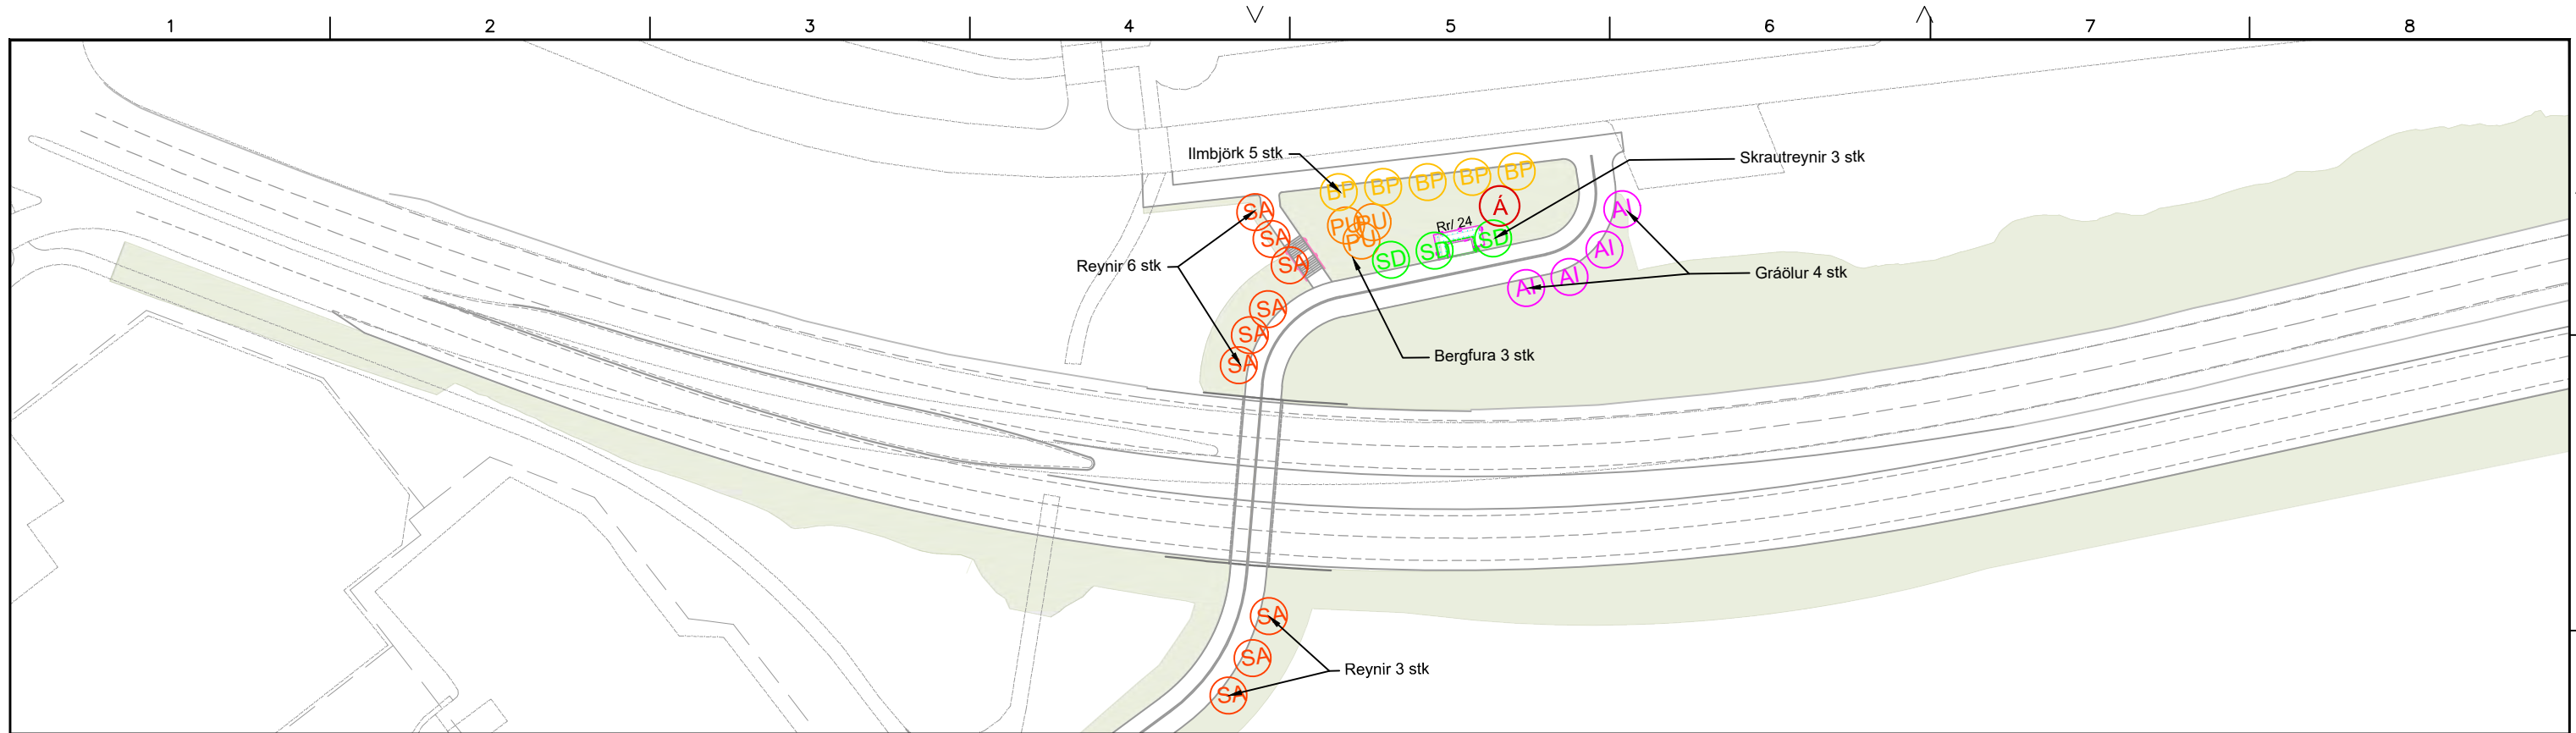 1 2 3 4 5 6 7 8
Ilmbjörk 5 stk
Skrautreynir 3 stk
BP BP BP BP BP
SA
Á
AI
PU PU
Rr/ 24
SA
SD
PU
SD
AI
SD
SA
Reynir 6 stk
Gráölur 4 stk
AI
AI
SA
SA
Bergfura 3 stk
SA
SA
SA
Reynir 3 stk
SA